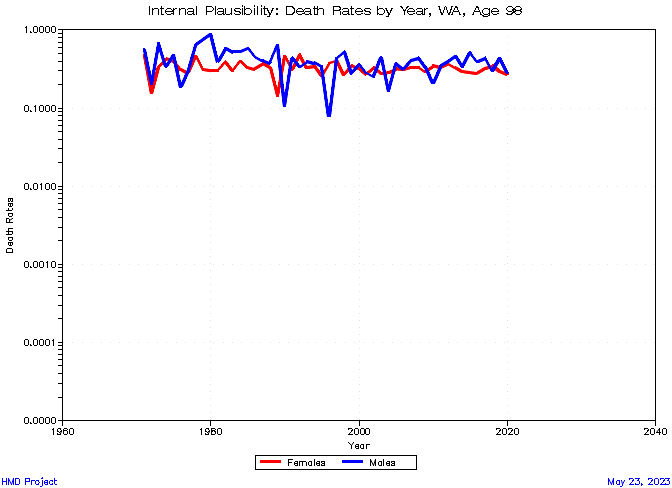 Internal Plausibility: Death Rates by Year, WA, Age 98
1.0000
0.1000
0.0100
0.0010
0.0001
0.0000
Death Rates
1960
1980
2000
2020
2040
Year
Females
Males
HMD Project
May 23, 2023